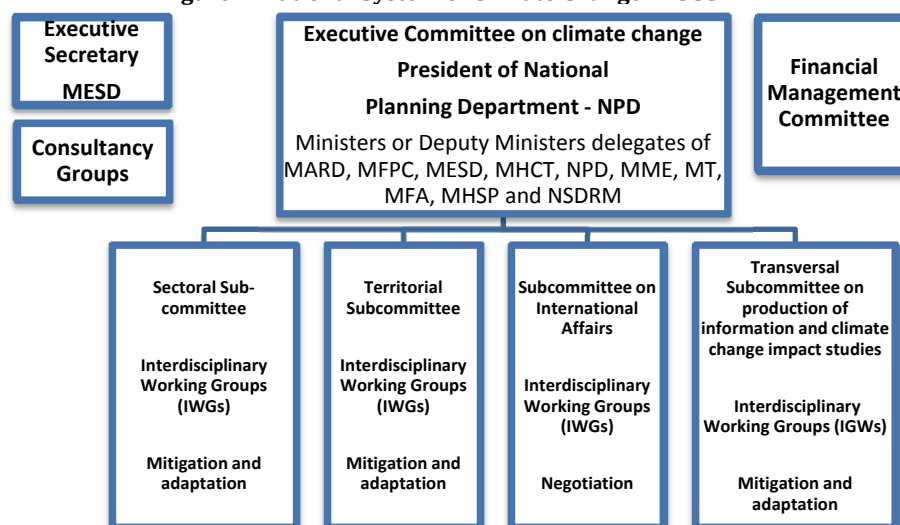 Executive
Secretary
MESD
Consultancy
Groups
Executive Committee on climate change
President of National
Planning Department - NPD
Ministers or Deputy Ministers delegates of
MARD, MFPC, MESD, MHCT, NPD, MME, MT,
MFA, MHSP and NSDRM
Financial
Management
Committee
Sectoral Sub-
committee
Interdisciplinary
Working Groups
(IWGs)
Mitigation and
adaptation
Territorial
Subcommittee
Interdisciplinary
Working Groups
(IWGs)
Mitigation and
adaptation
Subcommittee on
International
Affairs
Interdisciplinary
Working Groups
(IWGs)
Negotiation
Transversal
Subcommittee on
production of
information and climate
change impact studies
Interdisciplinary
Working Groups (IGWs)
Mitigation and
adaptation